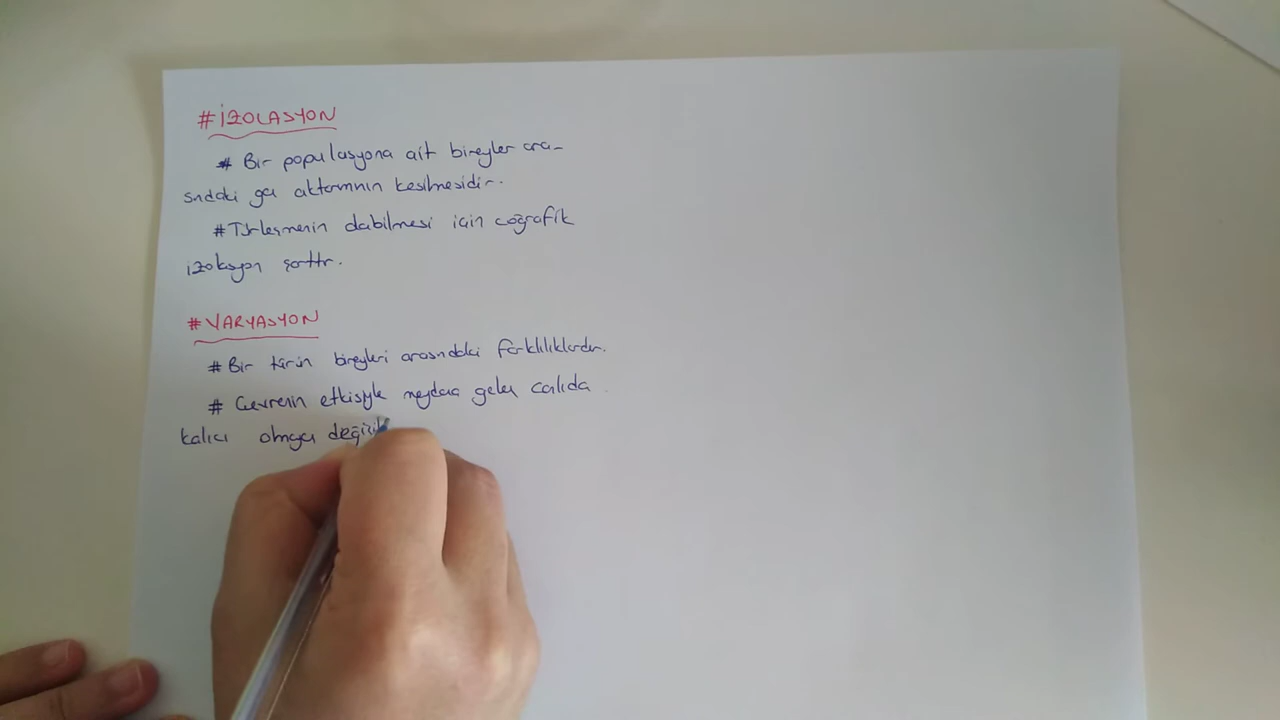 #İZOLASYON
# Bir populasyona ait bireyler ara-
sındaki gen aktarımının kesilmesidir.
#Türleşmenin olabilmesi için coğrafik
izolasyon şarttır.
#VARYASYON
# Bir türün bireyleri arasındaki farklılıklardır.
# Çevrenin etkisiyle meydana gelen canlıda
kalıcı olmayan değişik